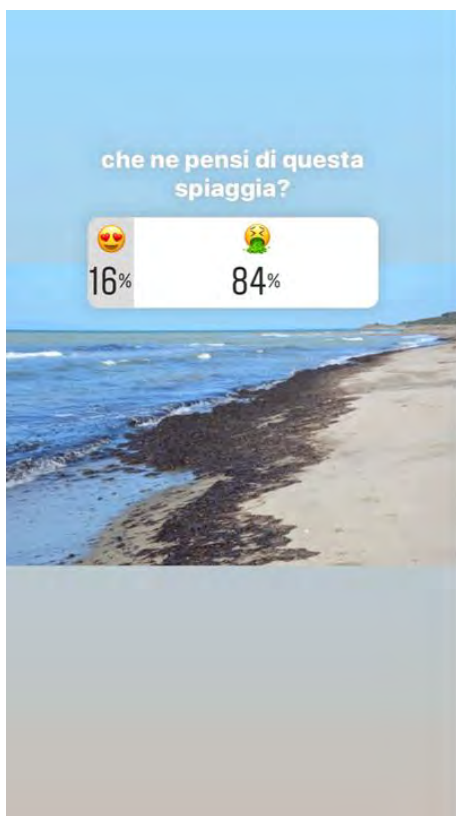 che ne pensi di questa
spiaggia?
😍 🤮
16% 84%